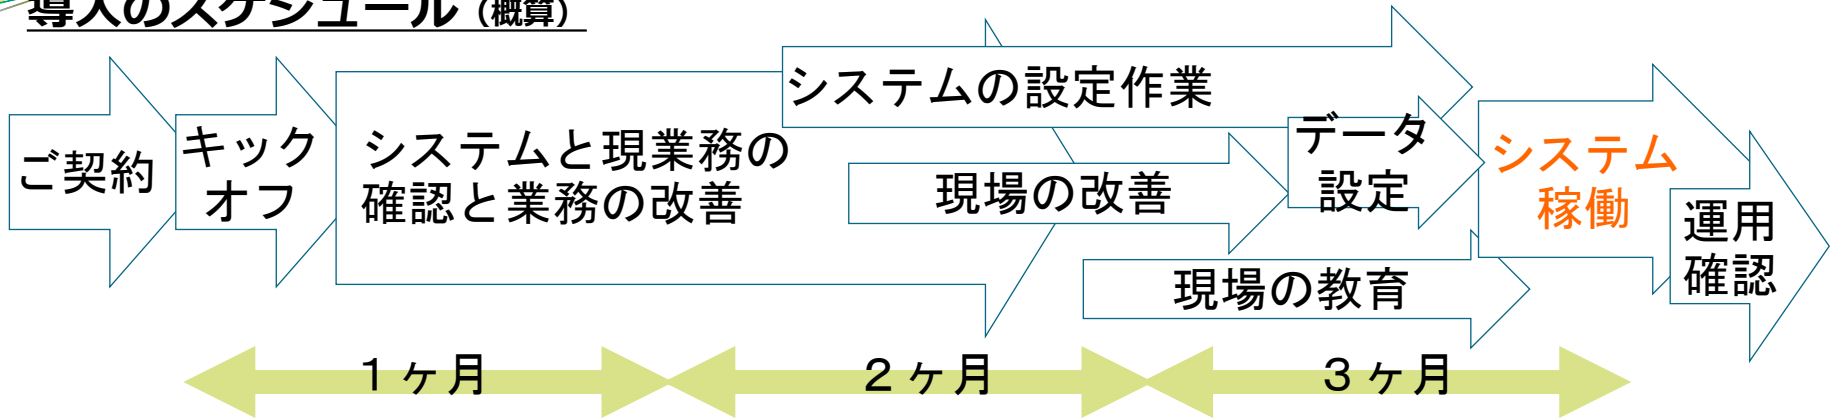 導入のスケジュール（概算）
ご契約
キック
オフ
システムと現業務の
確認と業務の改善
システムの設定作業
現場の改善
データ
設定
現場の教育
システム
稼働
運用
確認
１ヶ月
２ヶ月
３ヶ月